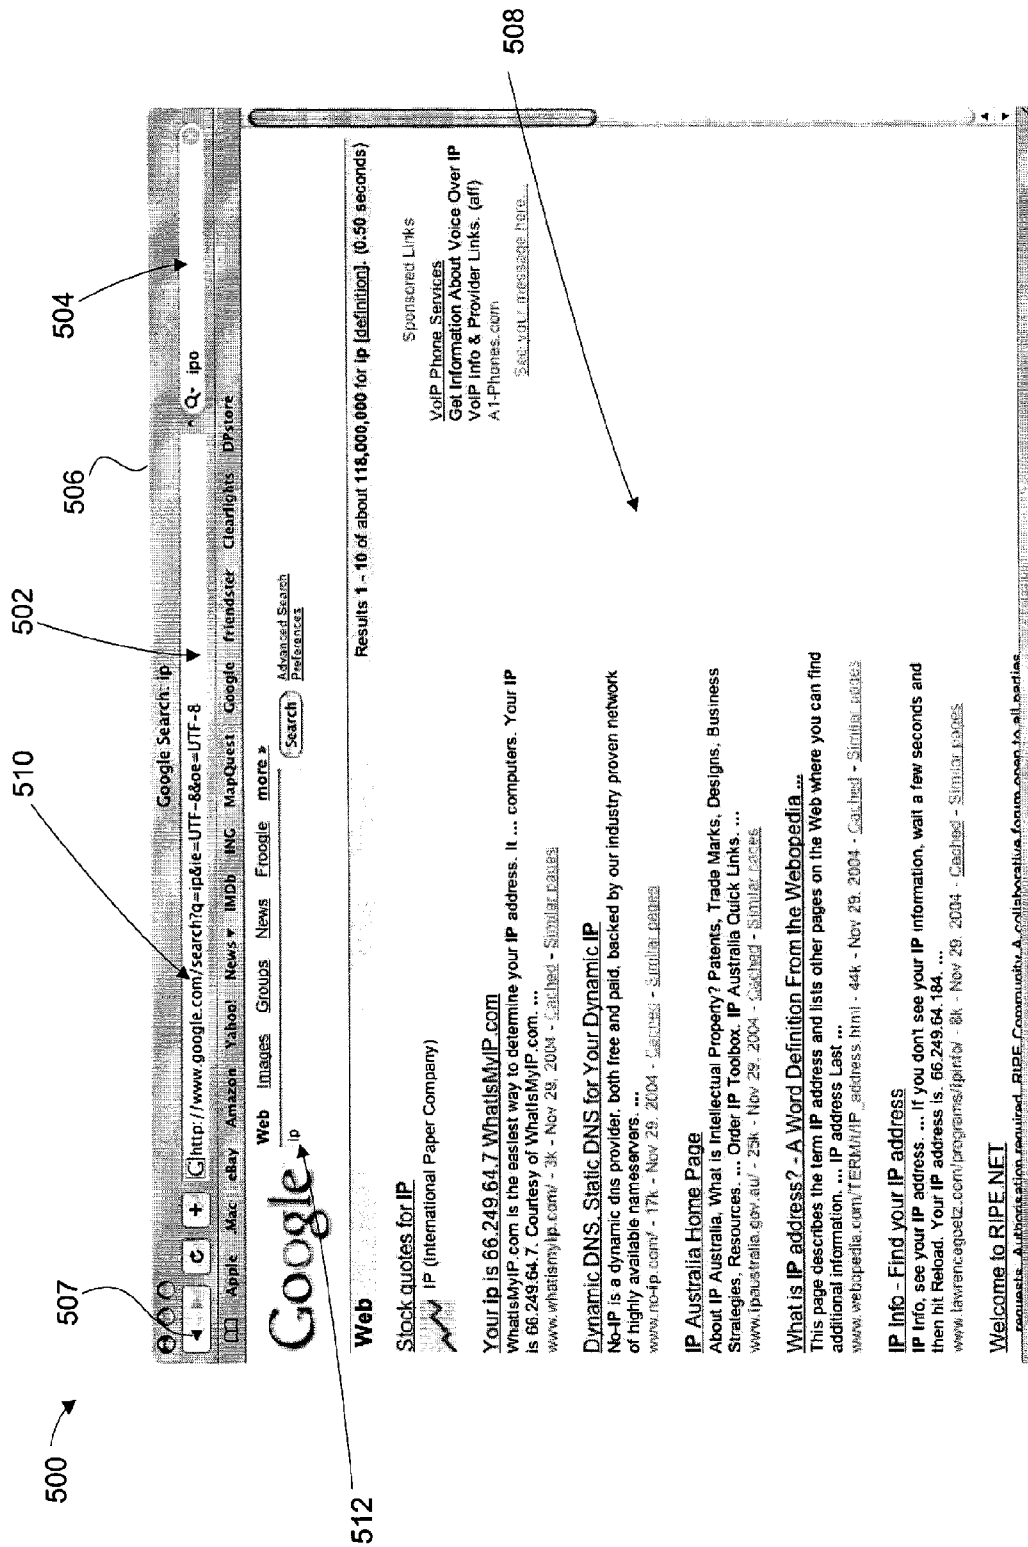 500
507
510
502
506
504
508
512
Google Search: ip
G http://www.google.com/search?q=ip&ie=UTF-8&oe=UTF-8
ipo
Apple .Mac eBay Amazon Yahoo! News ▾ IMDb ING MapQuest Google friendster Clearlights DPstore
Google
Web Images Groups News Froogle more »
ip
Search
Advanced Search
Preferences
Web
Results 1 - 10 of about 118,000,000 for ip [definition]. (0.50 seconds)
Stock quotes for IP
IP (International Paper Company)
Your ip is 66.249.64.7 WhatIsMyIP.com
WhatIsMyIP.com is the easiest way to determine your IP address. It ... computers. Your IP
is 66.249.64.7. Courtesy of WhatIsMyIP.com. ...
www.whatismyip.com/ - 3k - Nov 29, 2004 - Cached - Similar pages
Dynamic DNS, Static DNS for Your Dynamic IP
No-IP is a dynamic dns provider, both free and paid, backed by our industry proven network
of highly available nameservers. ...
www.no-ip.com/ - 17k - Nov 29, 2004 - Cached - Similar pages
IP Australia Home Page
About IP Australia, What is Intellectual Property? Patents, Trade Marks, Designs, Business
Strategies, Resources. ... Order IP Toolbox. IP Australia Quick Links. ...
www.ipaustralia.gov.au/ - 25k - Nov 29, 2004 - Cached - Similar pages
What is IP address? - A Word Definition From the Webopedia ...
This page describes the term IP address and lists other pages on the Web where you can find
additional information. ... IP address Last ...
www.webopedia.com/TERM/I/IP_address.html - 44k - Nov 29, 2004 - Cached - Similar pages
IP Info - Find your IP address
IP Info, see your IP address. ... If you don't see your IP information, wait a few seconds and
then hit Reload. Your IP address is. 66.249.64.184. ...
www.lawrencegoetz.com/programs/ipinfo/ - 6k - Nov 29, 2004 - Cached - Similar pages
Welcome to RIPE NET
requests. Authorisation required. RIPE Community A collaborative forum open to all parties
Sponsored Links
VoIP Phone Services
Get Information About Voice Over IP
VoIP Info & Provider Links. (aff)
A1-Phones.com
See your message here...